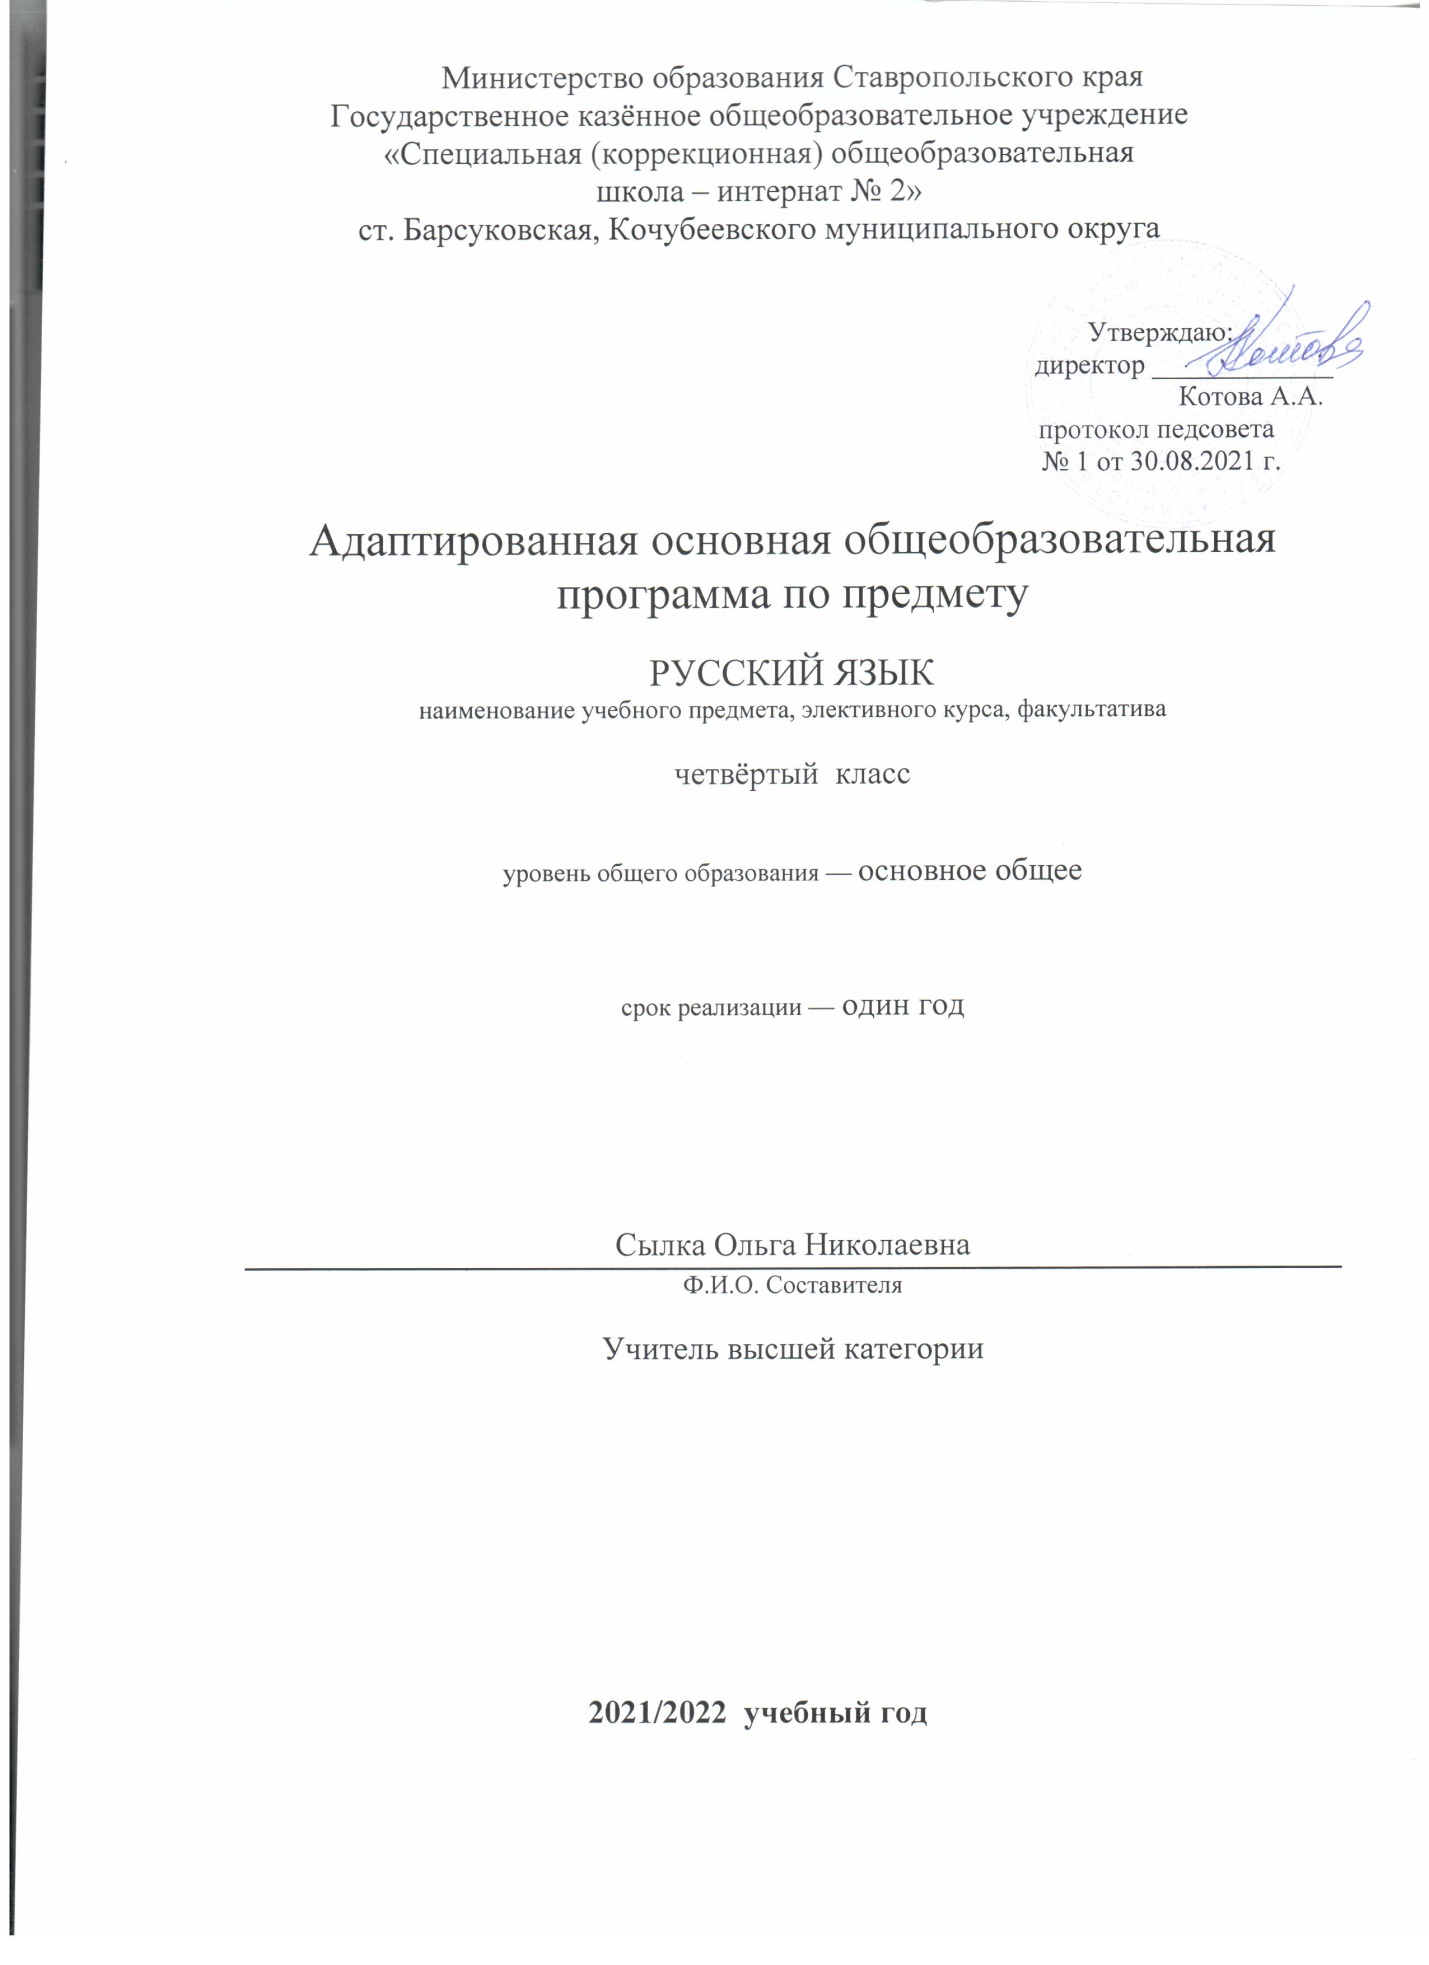 Министерство образования Ставропольского края
Государственное казённое общеобразовательное учреждение
«Специальная (коррекционная) общеобразовательная
школа – интернат № 2»
ст. Барсуковская, Кочубеевского муниципального округа
Утверждаю:
директор ______________
Котова А.А.
протокол педсовета
№ 1 от 30.08.2021 г.
Адаптированная основная общеобразовательная
программа по предмету
РУССКИЙ ЯЗЫК
наименование учебного предмета, элективного курса, факультатива
четвёртый класс
уровень общего образования — основное общее
срок реализации — один год
Сылка Ольга Николаевна
Ф.И.О. Составителя
Учитель высшей категории
2021/2022 учебный год